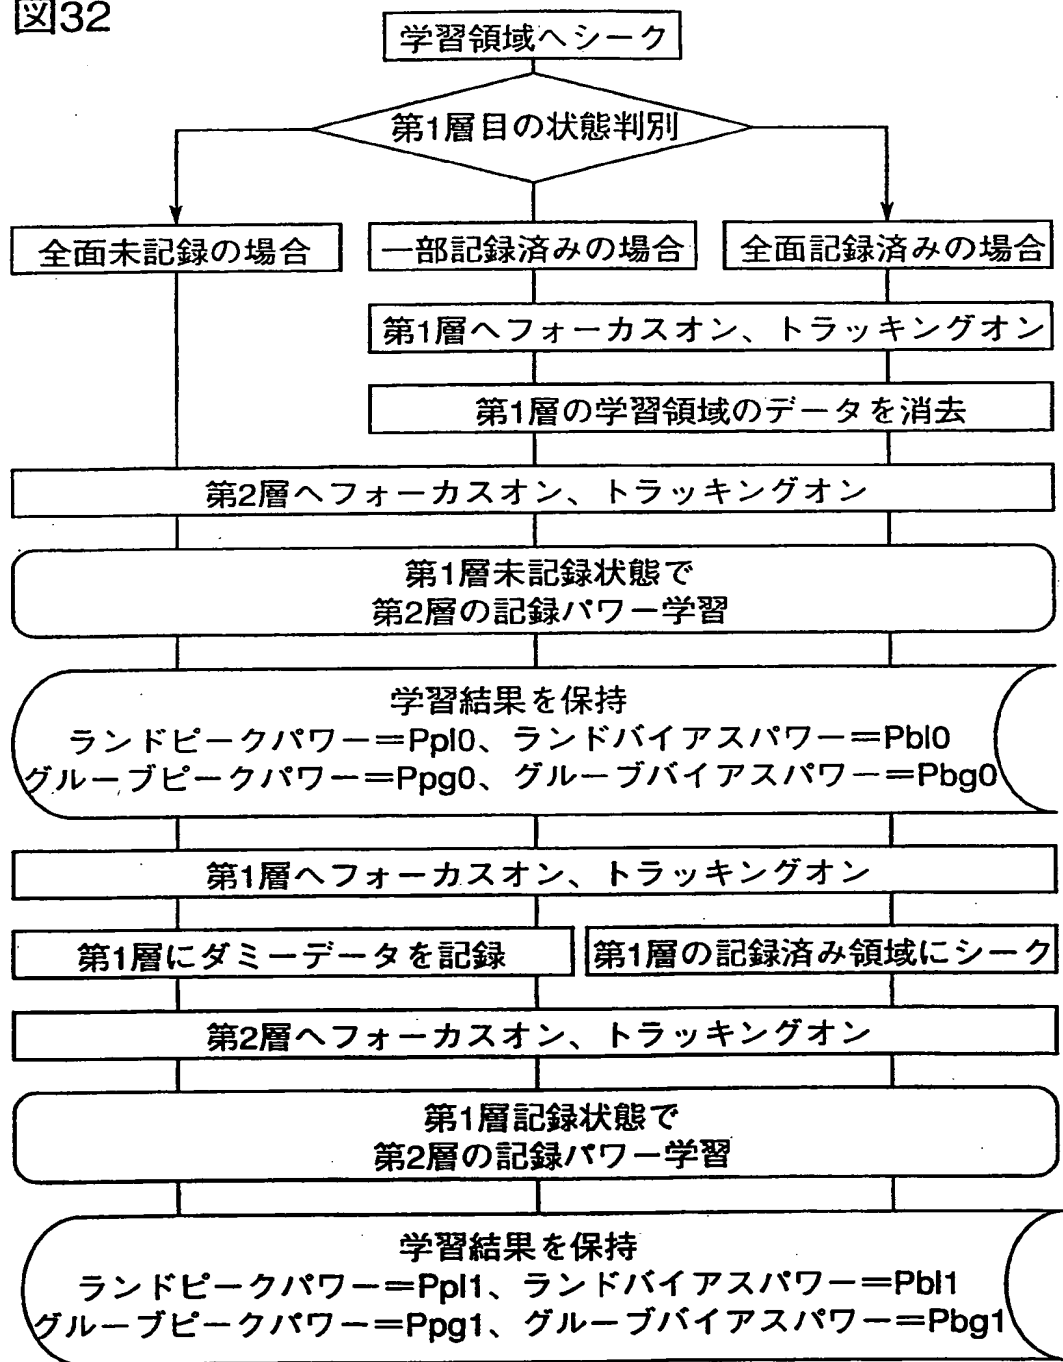 図32
学習領域へシーク
第1層目の状態判別
全面未記録の場合
一部記録済みの場合
全面記録済みの場合
第1層へフォーカスオン、トラッキングオン
第1層の学習領域のデータを消去
第2層へフォーカスオン、トラッキングオン
第1層未記録状態で
第2層の記録パワー学習
学習結果を保持
ランドピークパワー=Ppl0、ランドバイアスパワー=Pbl0
グルーブピークパワー=Ppg0、グルーブバイアスパワー=Pbg0
第1層へフォーカスオン、トラッキングオン
第1層にダミーデータを記録
第1層の記録済み領域にシーク
第2層へフォーカスオン、トラッキングオン
第1層記録状態で
第2層の記録パワー学習
学習結果を保持
ランドピークパワー=Ppl1、ランドバイアスパワー=Pbl1
グルーブピークパワー=Ppg1、グルーブバイアスパワー=Pbg1